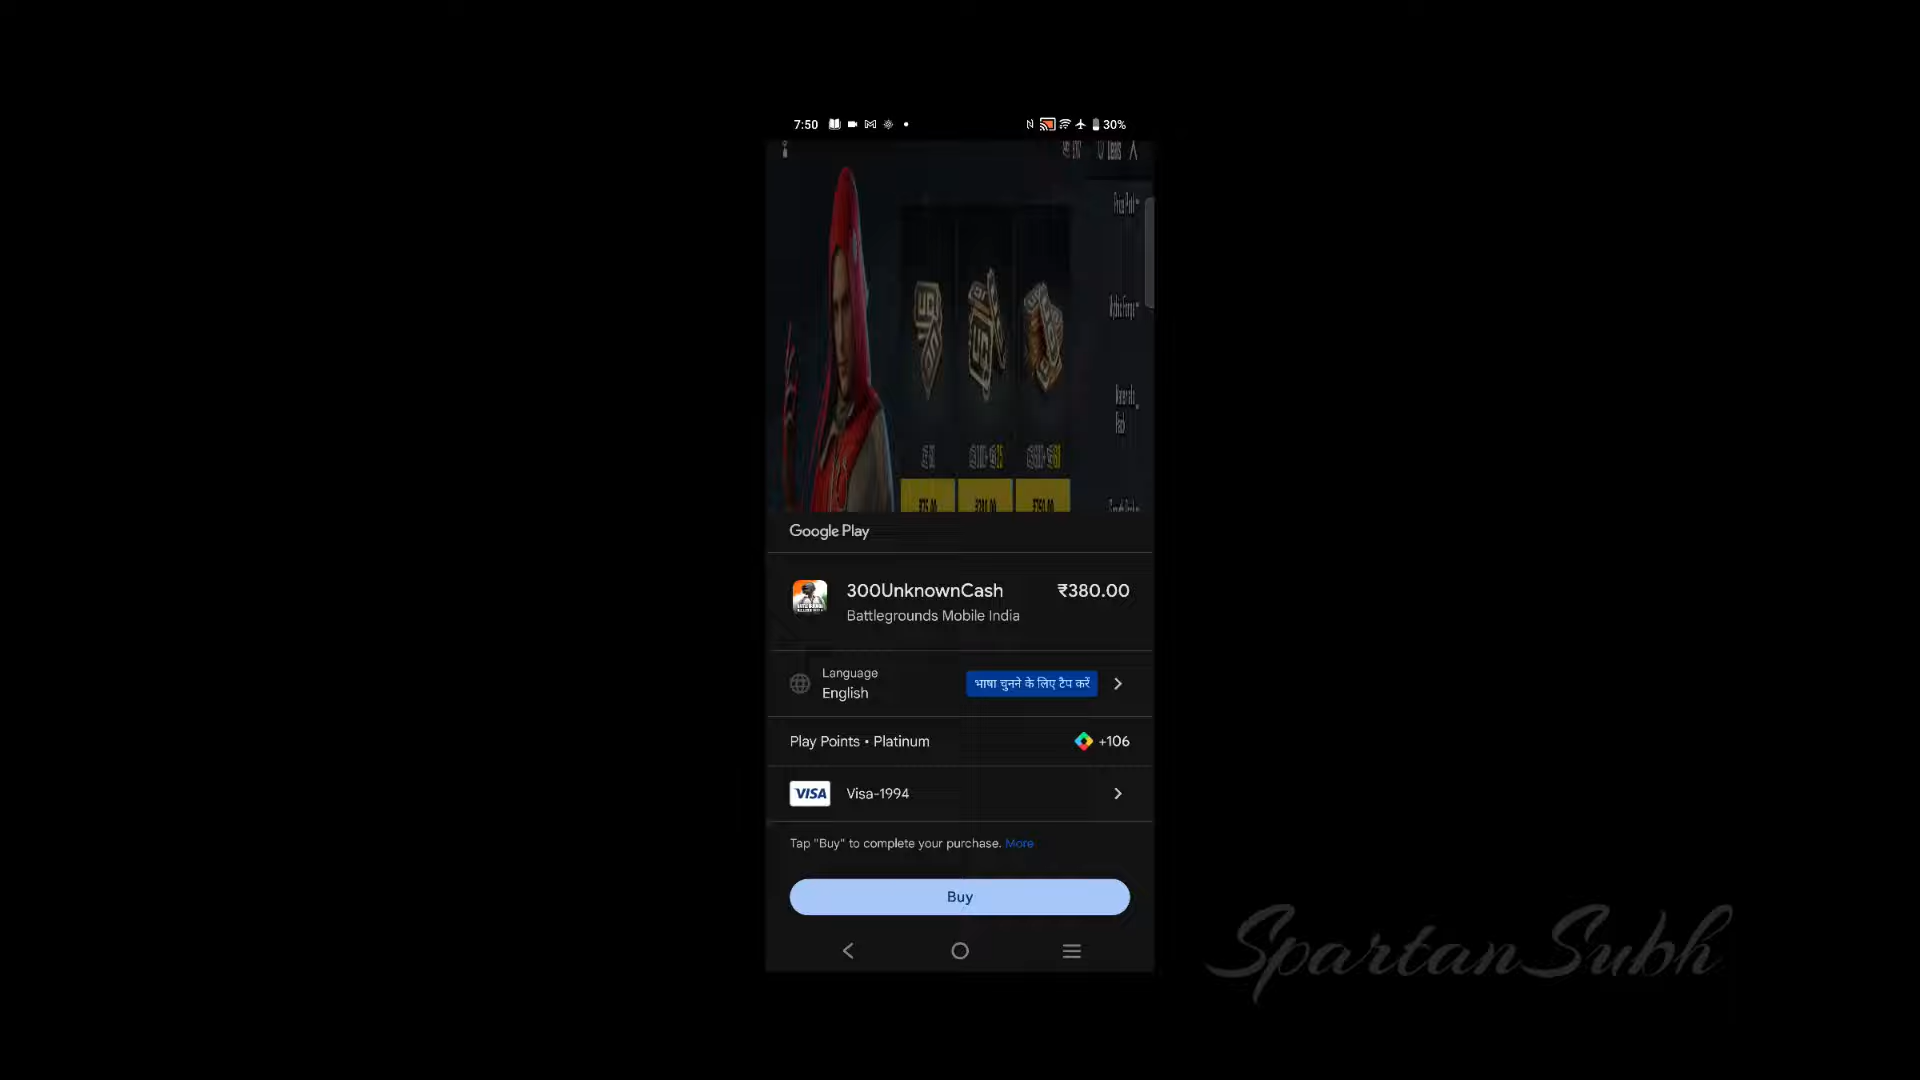 7:50
30%
Google Play
300UnknownCash ₹380.00
Battlegrounds Mobile India
Language
English
भाषा चुनने के लिए टैप करें
Play Points • Platinum +106
VISA Visa-1994
Tap "Buy" to complete your purchase. More
Buy
SpartanSubh